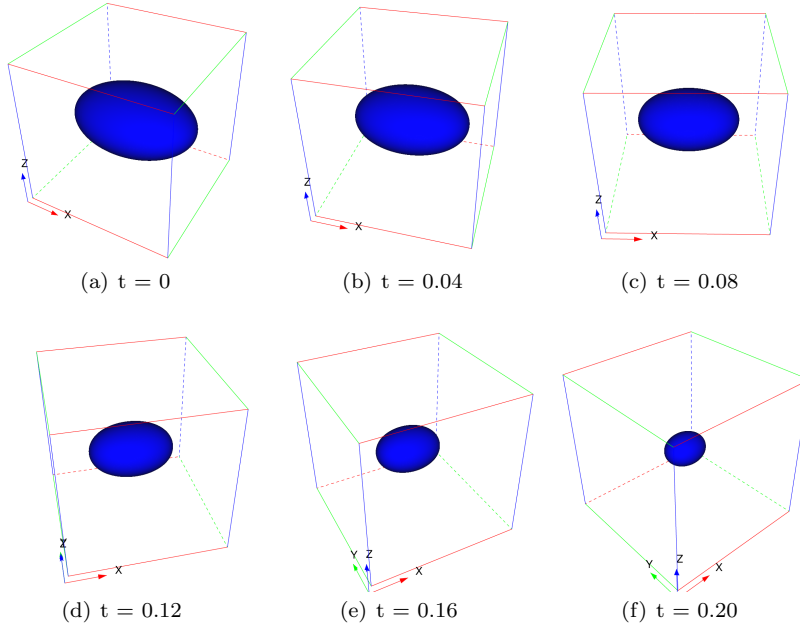 Z
X
Z
X
Z
X
(a) t = 0
(b) t = 0.04
(c) t = 0.08
Z
X
Y
Z
X
Y
Z
X
(d) t = 0.12
(e) t = 0.16
(f) t = 0.20